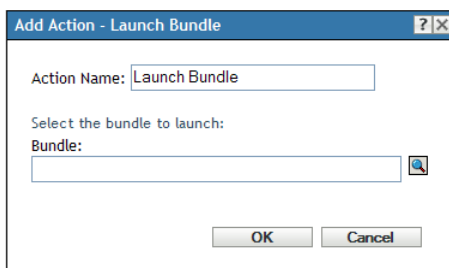 Add Action - Launch Bundle ? X
Action Name: Launch Bundle
Select the bundle to launch:
Bundle:
OK Cancel